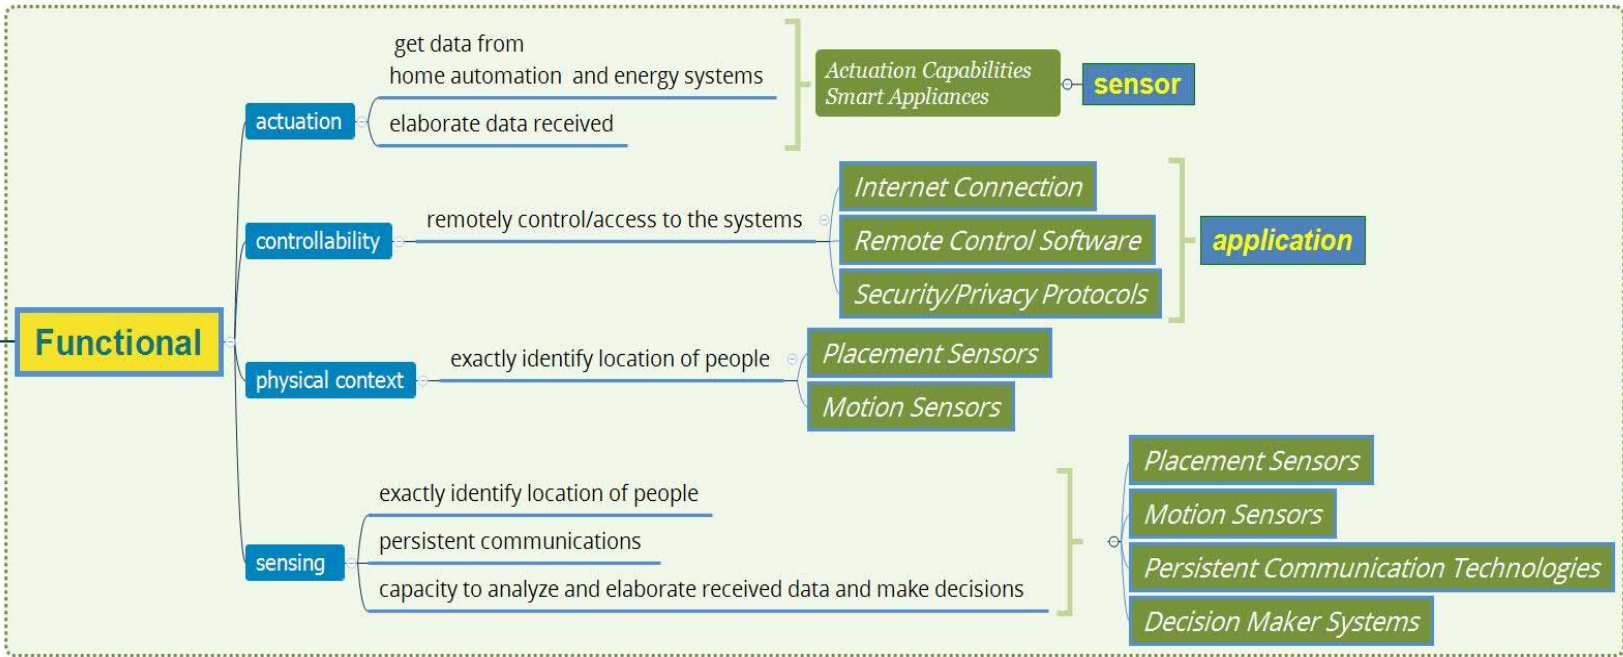 Functional
actuation
get data from
home automation and energy systems
elaborate data received
Actuation Capabilities
Smart Appliances
sensor
controllability
remotely control/access to the systems
Internet Connection
Remote Control Software
Security/Privacy Protocols
application
physical context
exactly identify location of people
Placement Sensors
Motion Sensors
sensing
exactly identify location of people
persistent communications
capacity to analyze and elaborate received data and make decisions
Placement Sensors
Motion Sensors
Persistent Communication Technologies
Decision Maker Systems